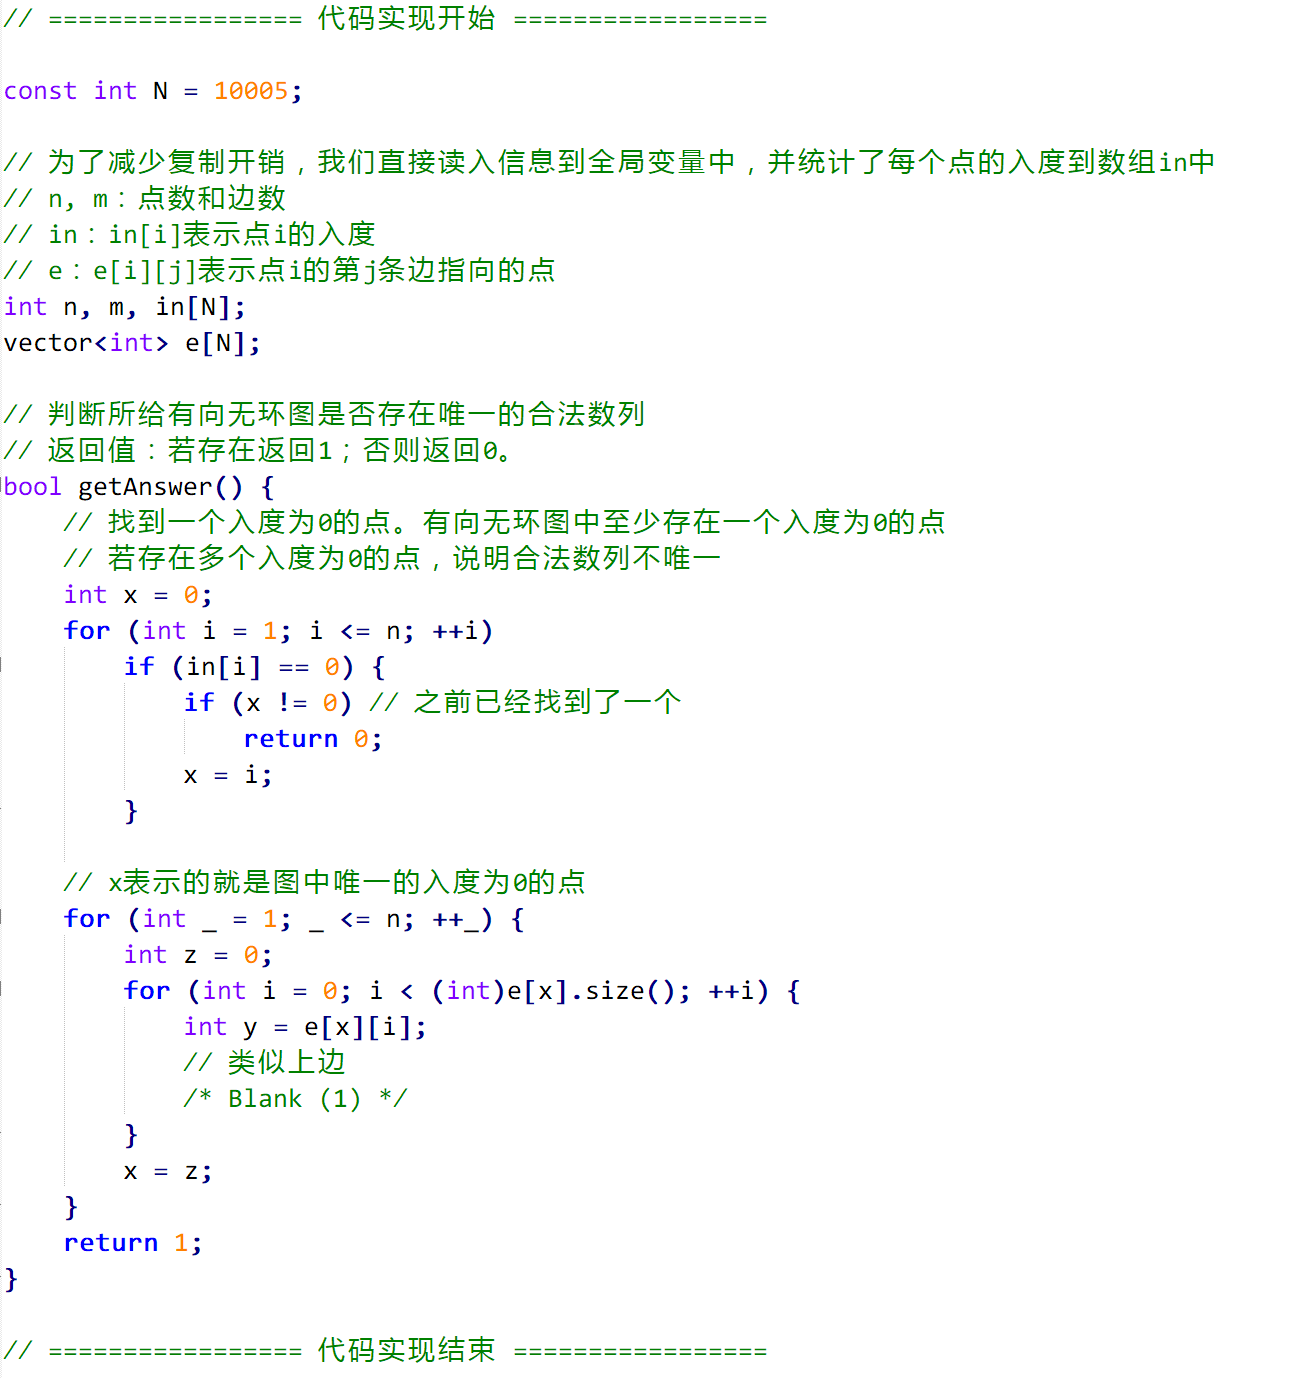 // ================= 代码实现开始 =================
const int N = 10005;
// 为了减少复制开销，我们直接读入信息到全局变量中，并统计了每个点的入度到数组in中
// n, m：点数和边数
// in：in[i]表示点i的入度
// e：e[i][j]表示点i的第j条边指向的点
int n, m, in[N];
vector<int> e[N];
// 判断所给有向无环图是否存在唯一的合法数列
// 返回值：若存在返回1；否则返回0。
bool getAnswer() {
    // 找到一个入度为0的点。有向无环图中至少存在一个入度为0的点
    // 若存在多个入度为0的点，说明合法数列不唯一
    int x = 0;
    for (int i = 1; i <= n; ++i)
        if (in[i] == 0) {
            if (x != 0) // 之前已经找到了一个
                return 0;
            x = i;
        }
    // x表示的就是图中唯一的入度为0的点
    for (int _ = 1; _ <= n; ++_) {
        int z = 0;
        for (int i = 0; i < (int)e[x].size(); ++i) {
            int y = e[x][i];
            // 类似上边
            /* Blank (1) */
        }
        x = z;
    }
    return 1;
}
// ================= 代码实现结束 =================